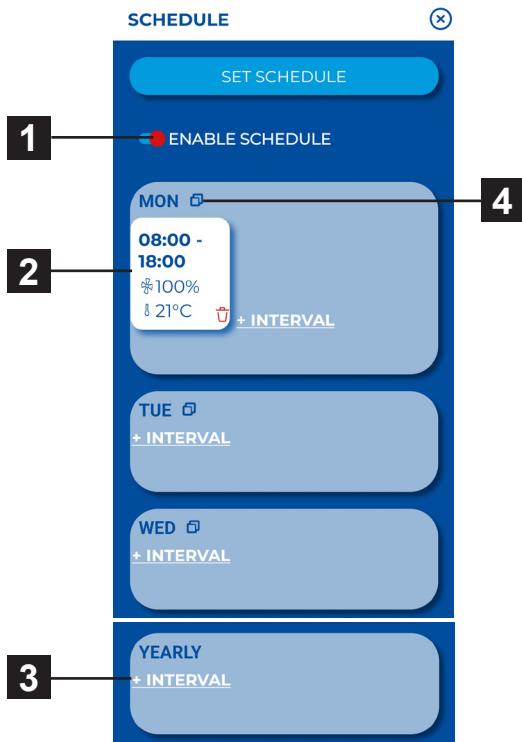 SCHEDULE
SET SCHEDULE
1
ENABLE SCHEDULE
MON
4
08:00 -
18:00
2
100%
21°C
+ INTERVAL
TUE
+ INTERVAL
WED
+ INTERVAL
YEARLY
3
+ INTERVAL